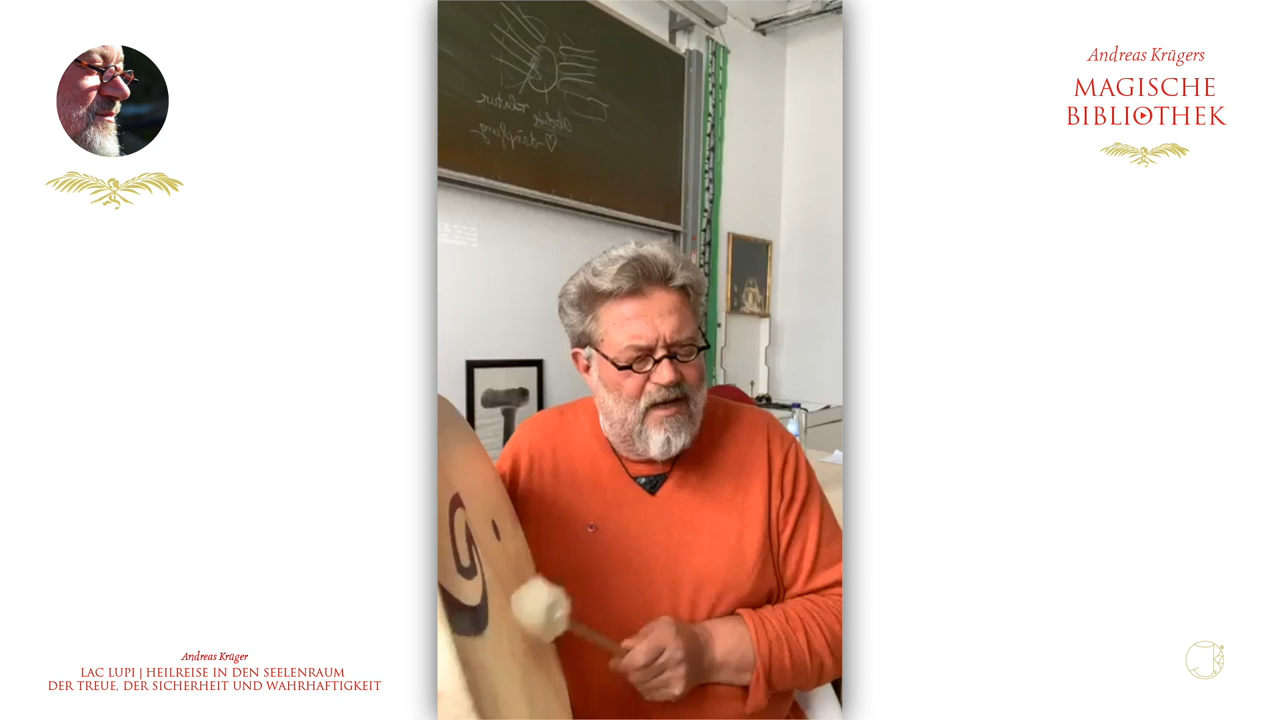 Andreas Krügers
MAGISCHE
BIBLIOTHEK
Andreas Krüger
LAC LUPI | HEILREISE IN DEN SEELENRAUM
DER TREUE, DER SICHERHEIT UND WAHRHAFTIGKEIT